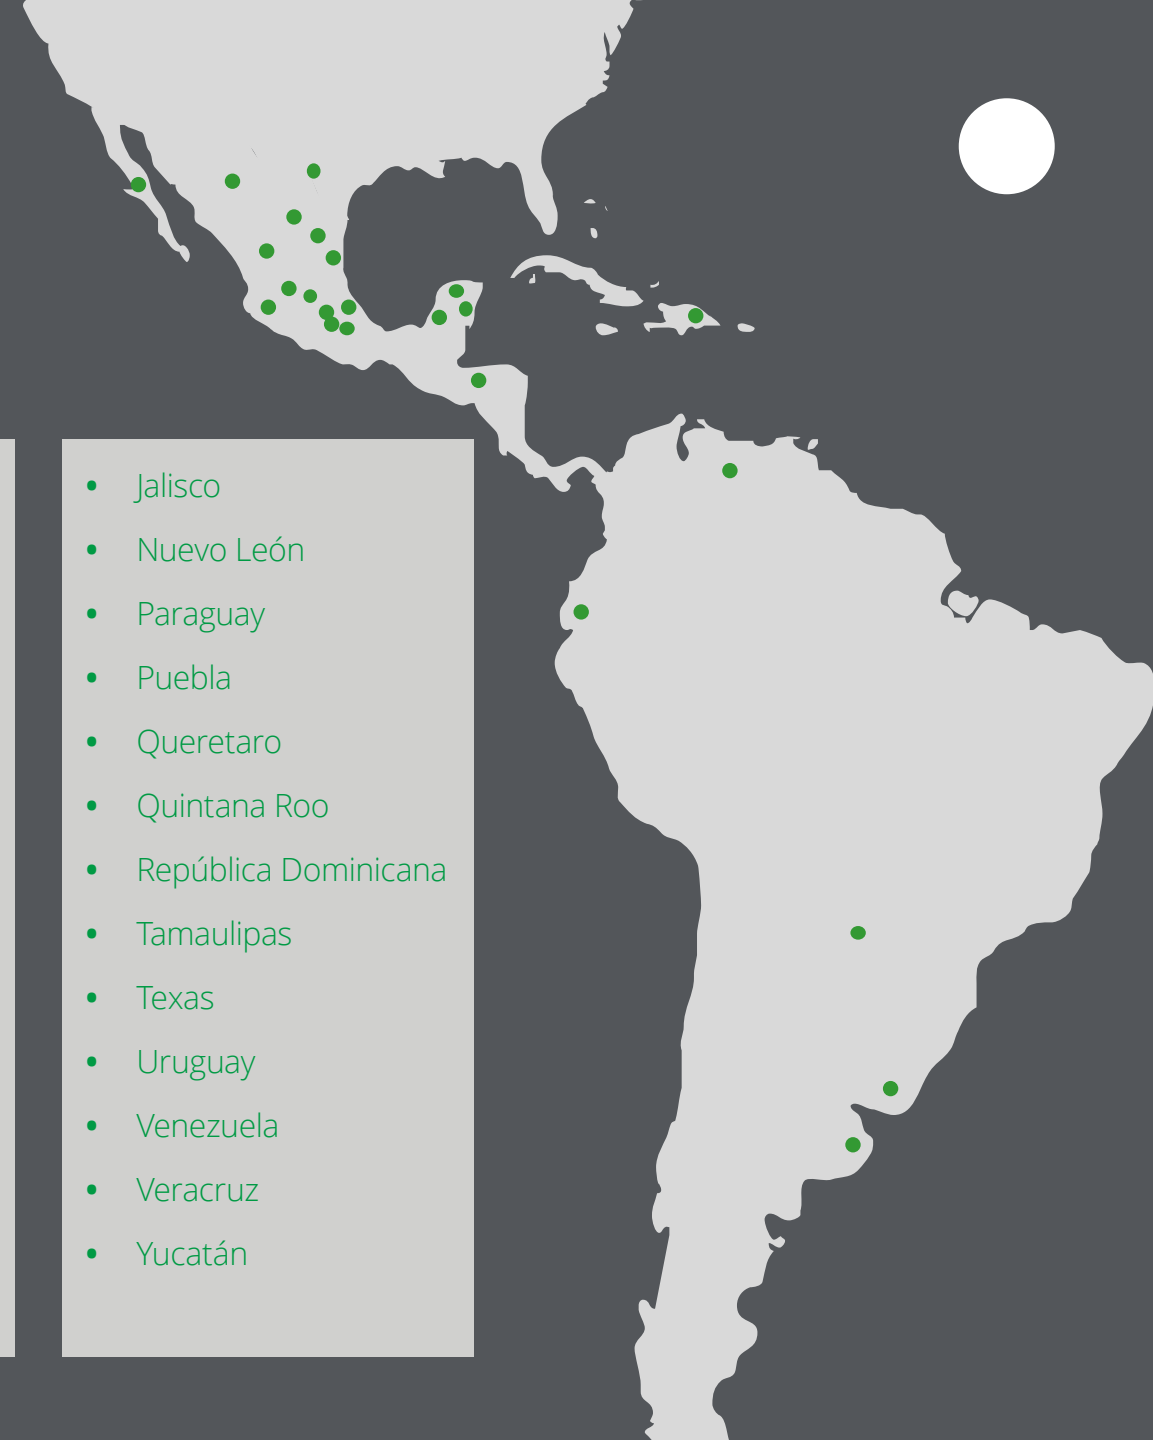 • Jalisco
• Nuevo León
• Paraguay
• Puebla
• Queretaro
• Quintana Roo
• República Dominicana
• Tamaulipas
• Texas
• Uruguay
• Venezuela
• Veracruz
• Yucatán